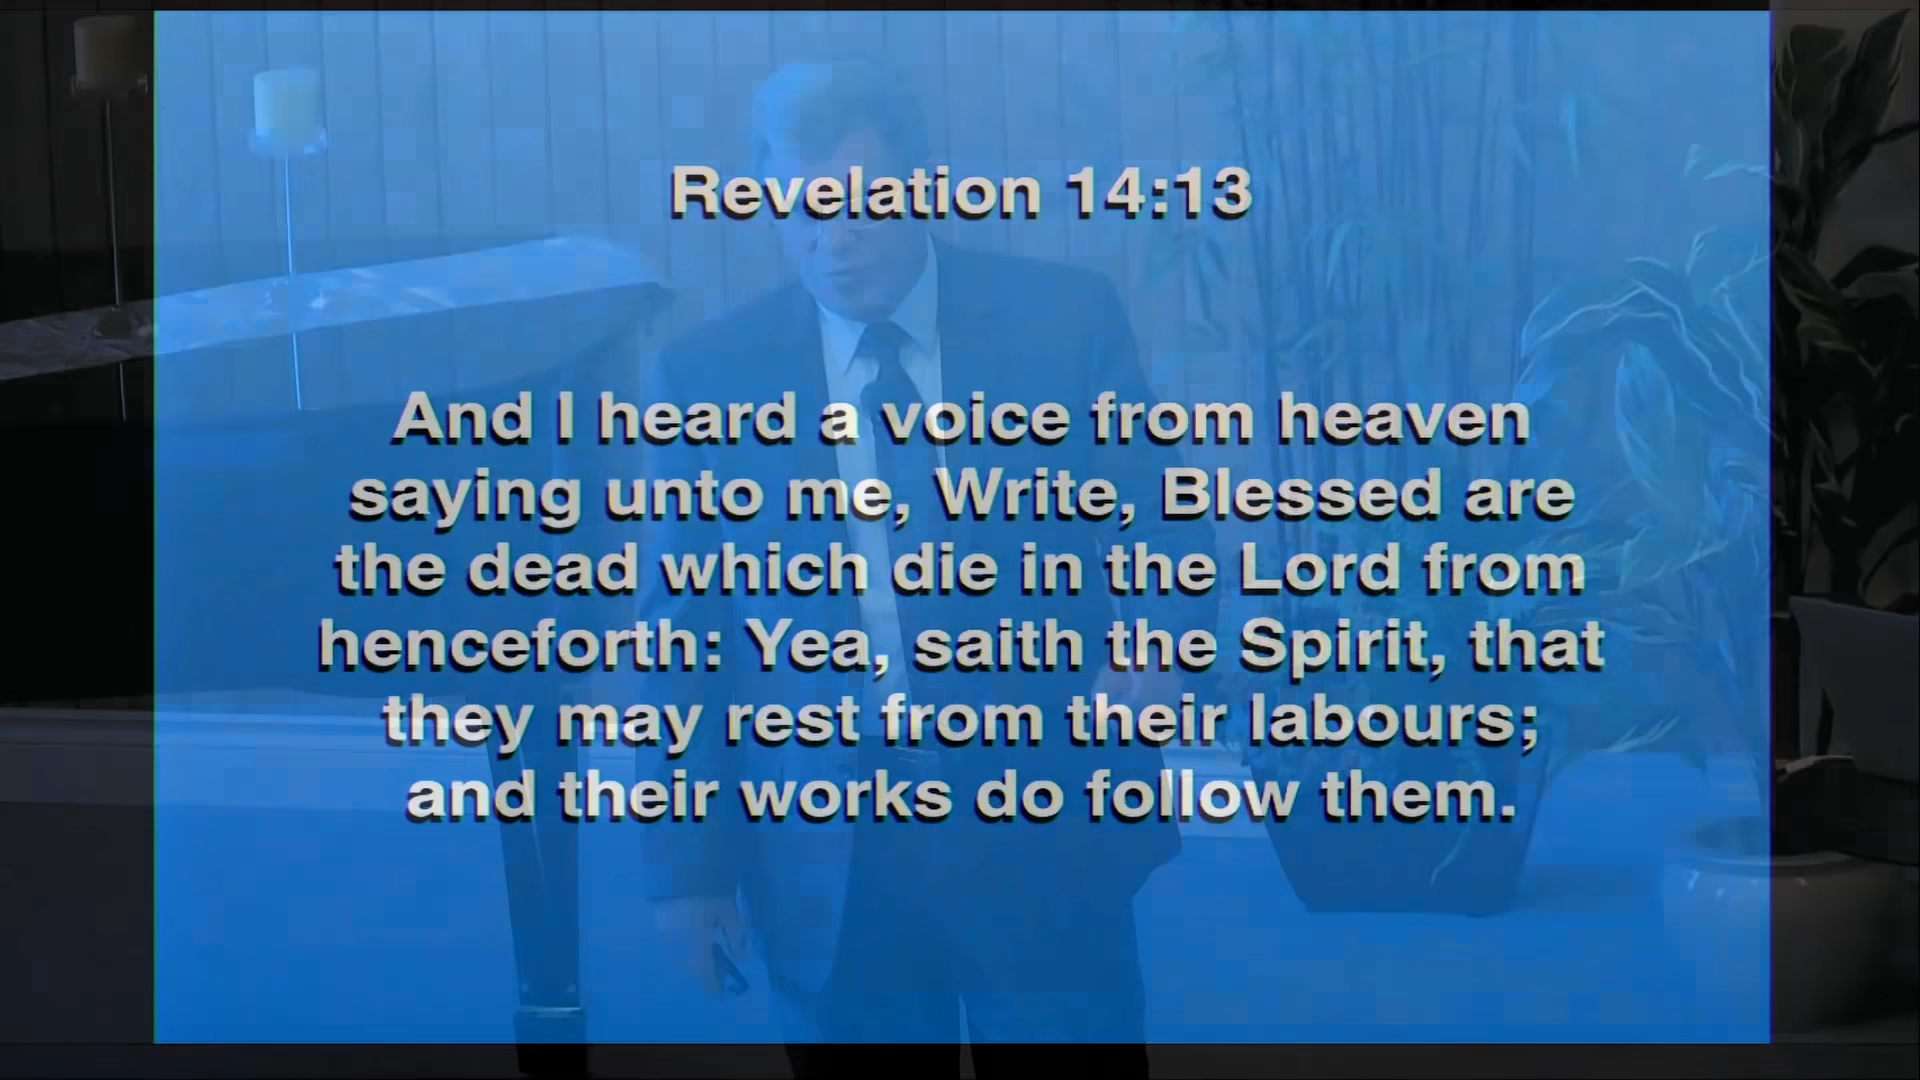 Revelation 14:13
And I heard a voice from heaven
saying unto me, Write, Blessed are
the dead which die in the Lord from
henceforth: Yea, saith the Spirit, that
they may rest from their labours;
and their works do follow them.